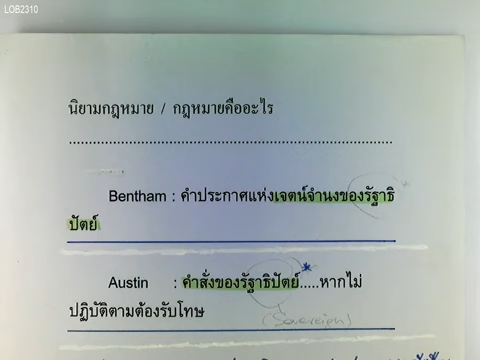 LOB2310
นิยามกฎหมาย / กฎหมายคืออะไร
................................................................................
Bentham : คำประกาศแห่งเจตน์จำนงของรัฐาธิ
ปัตย์
Austin : คำสั่งของรัฐาธิปัตย์.....หากไม่
ปฏิบัติตามต้องรับโทษ
(Sovereign)